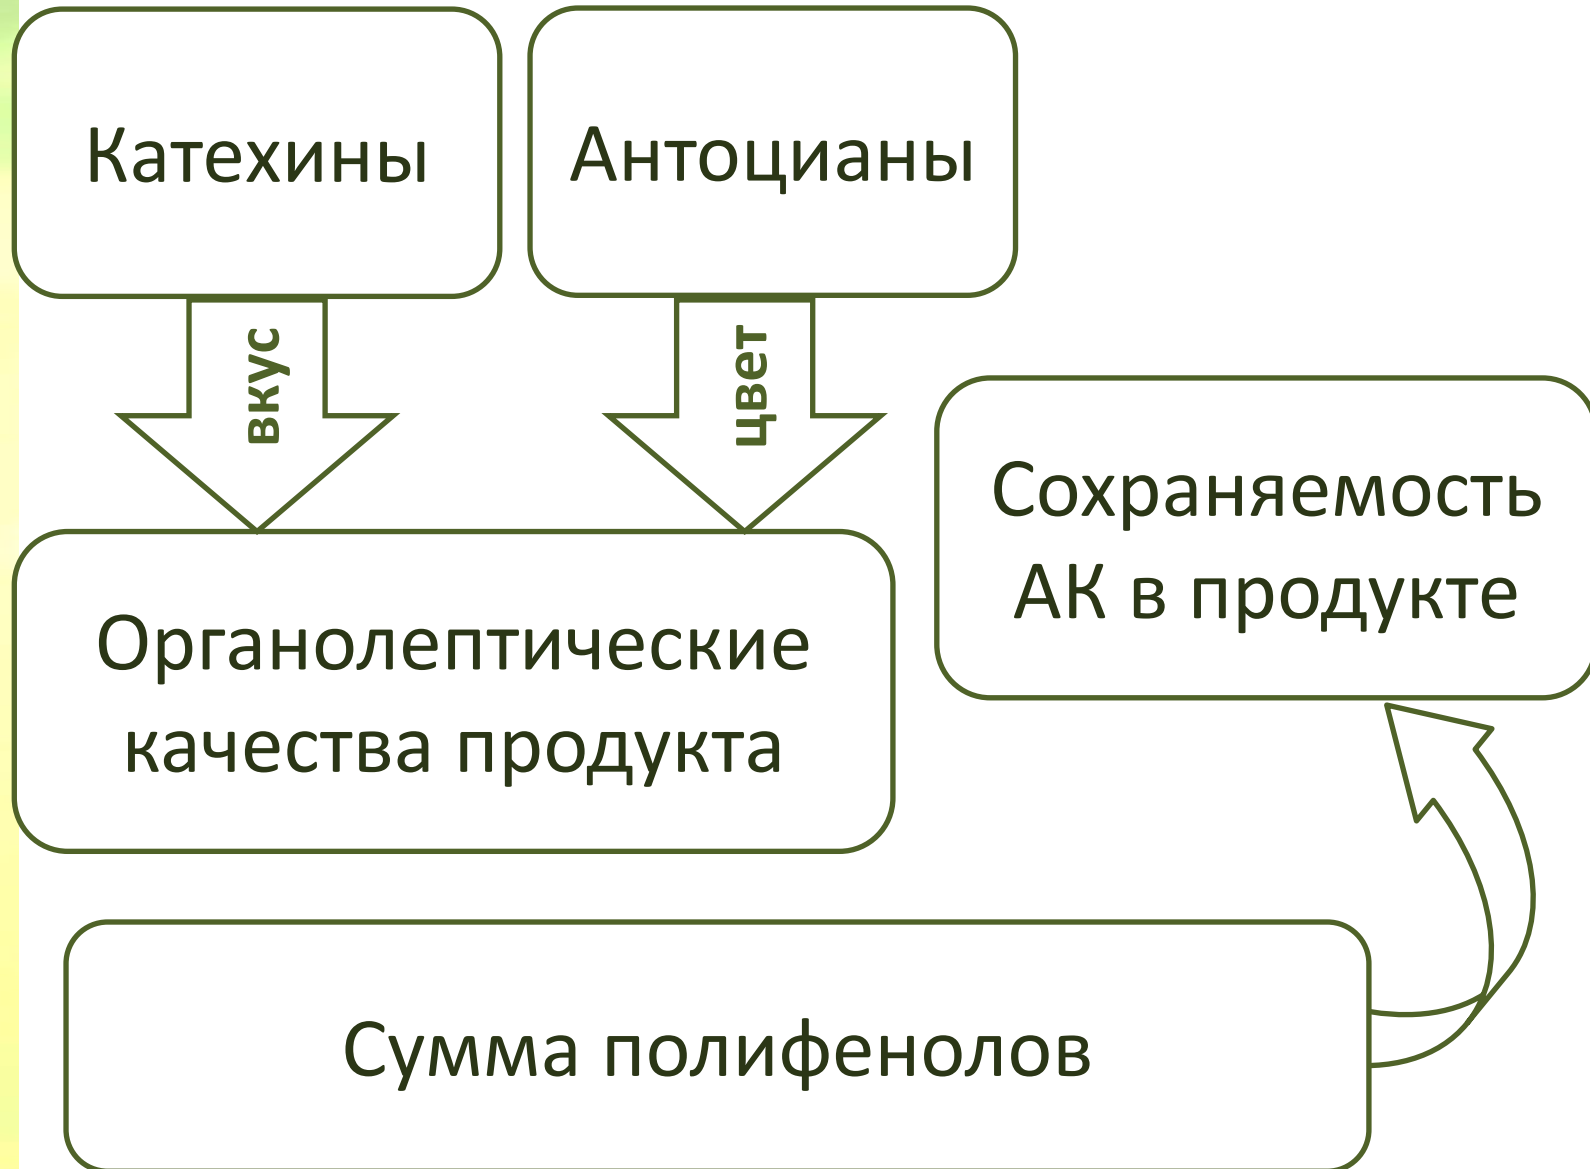 Катехины
Антоцианы
вкус
цвет
Сохраняемость
АК в продукте
Органолептические
качества продукта
Сумма полифенолов